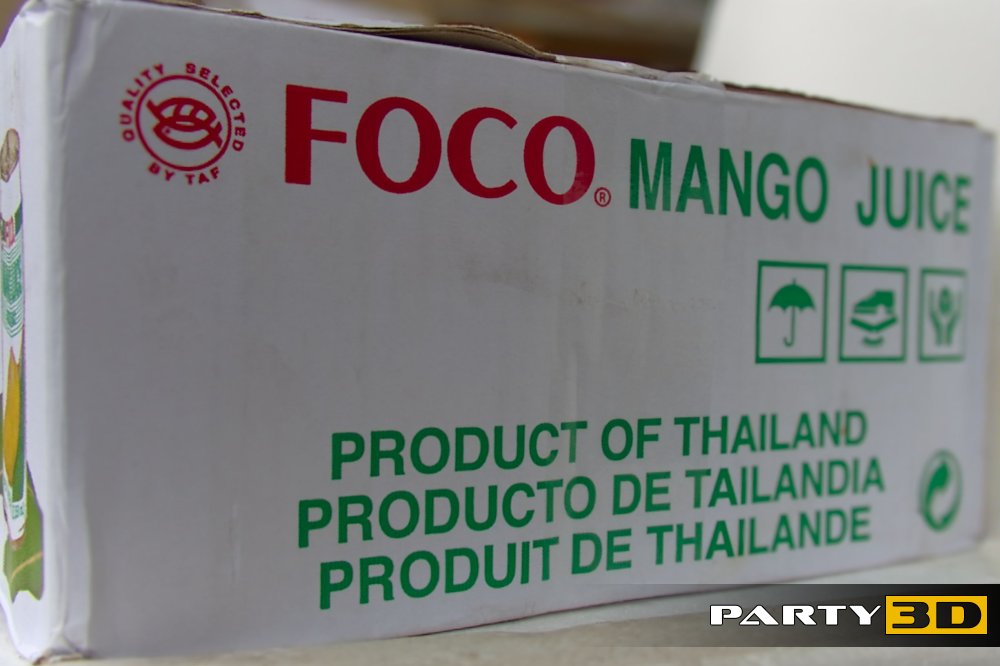 QUALITY SELECTED
BY TAF
FOCO® MANGO JUICE
PRODUCT OF THAILAND
PRODUCTO DE TAILANDIA
PRODUIT DE THAILANDE
PARTY3D